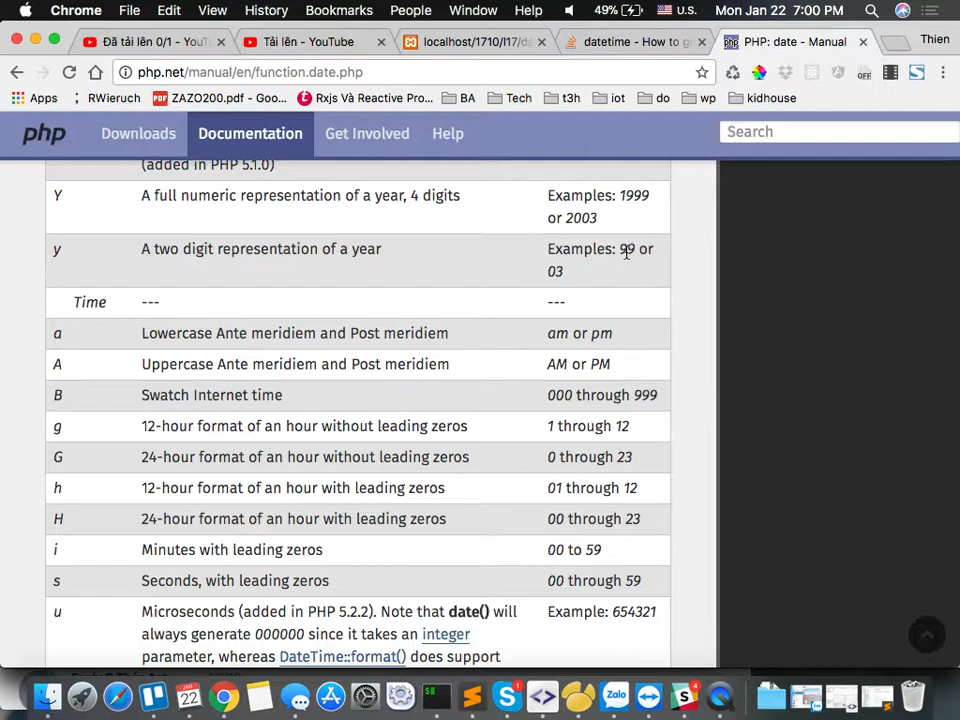 Chrome File Edit View History Bookmarks People Window Help 49% U.S. Mon Jan 22 7:00 PM
Đã tải lên 0/1 - YouT
Tải lên - YouTube
localhost/1710/l17/da
datetime - How to ge
PHP: date - Manual
Thien
php.net/manual/en/function.date.php
OFF
Apps RWieruch PDF ZAZO200.pdf - Goo... Rxjs Và Reactive Pro... BA Tech t3h iot do wp kidhouse
php Downloads Documentation Get Involved Help Search
(added in PHP 5.1.0)
Y A full numeric representation of a year, 4 digits Examples: 1999
or 2003
y A two digit representation of a year Examples: 99 or
03
Time --- ---
a Lowercase Ante meridiem and Post meridiem am or pm
A Uppercase Ante meridiem and Post meridiem AM or PM
B Swatch Internet time 000 through 999
g 12-hour format of an hour without leading zeros 1 through 12
G 24-hour format of an hour without leading zeros 0 through 23
h 12-hour format of an hour with leading zeros 01 through 12
H 24-hour format of an hour with leading zeros 00 through 23
i Minutes with leading zeros 00 to 59
s Seconds, with leading zeros 00 through 59
u Microseconds (added in PHP 5.2.2). Note that date() will Example: 654321
always generate 000000 since it takes an integer
parameter, whereas DateTime::format() does support
JAN
22
Zalo
1
4